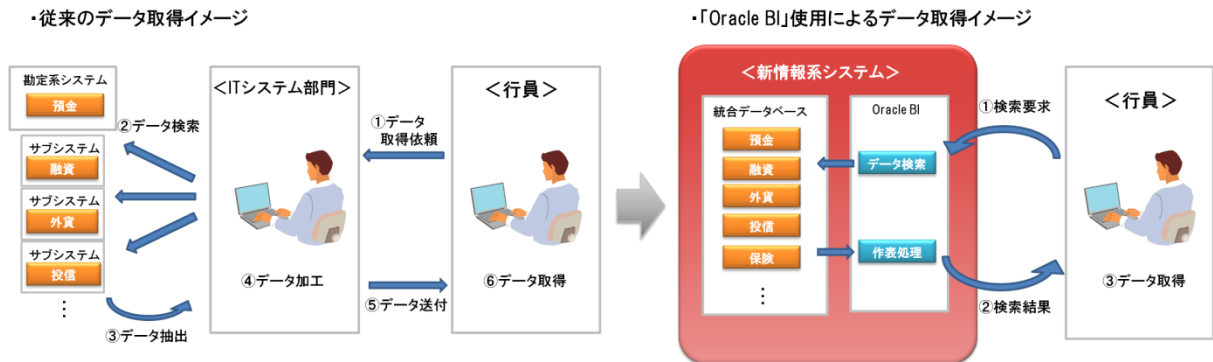 ・従来のデータ取得イメージ
勘定系システム
預金
サブシステム
融資
サブシステム
外貨
サブシステム
投信
⋮
②データ検索
③データ抽出
＜ITシステム部門＞
④データ加工
①データ
取得依頼
⑤データ送付
＜行員＞
⑥データ取得
・「Oracle BI」使用によるデータ取得イメージ
＜新情報系システム＞
統合データベース
預金
融資
外貨
投信
保険
⋮
Oracle BI
データ検索
作表処理
①検索要求
②検索結果
＜行員＞
③データ取得